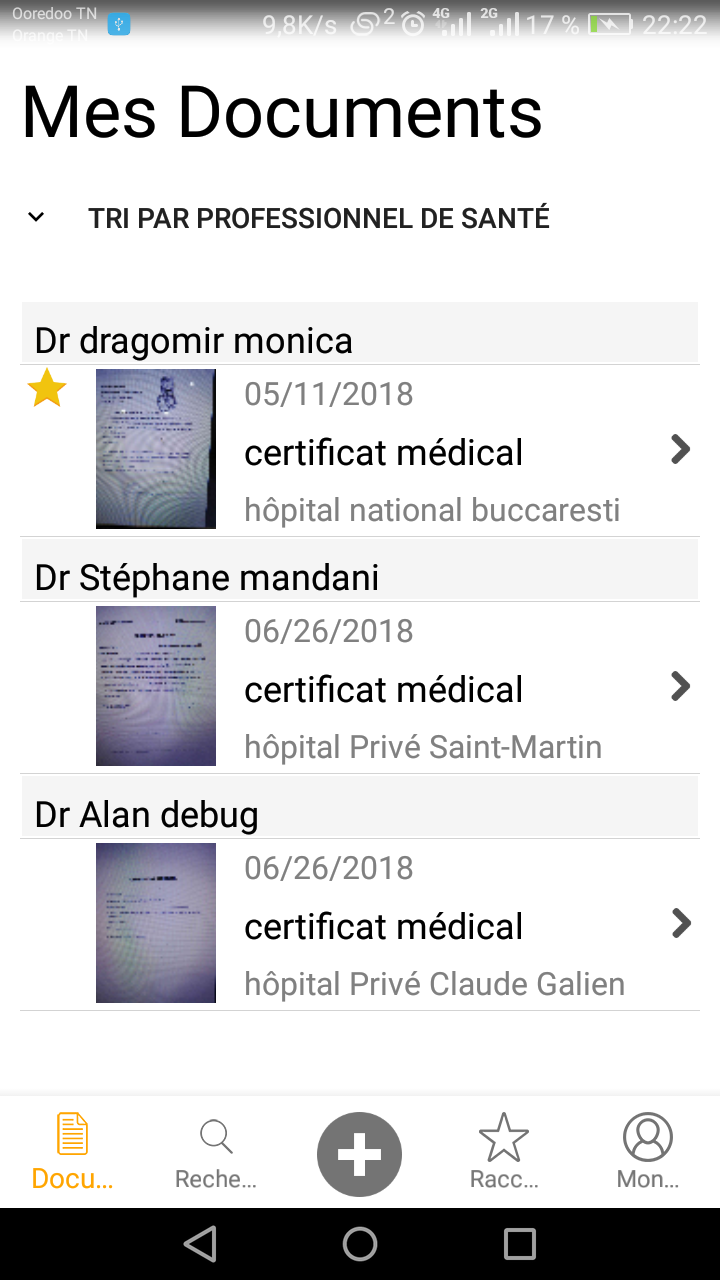 Ooredoo TN
Orange TN
9,8K/s 2 4G 2G 17 % 22:22
Mes Documents
TRI PAR PROFESSIONNEL DE SANTÉ
Dr dragomir monica
05/11/2018
certificat médical
hôpital national buccaresti
Dr Stéphane mandani
06/26/2018
certificat médical
hôpital Privé Saint-Martin
Dr Alan debug
06/26/2018
certificat médical
hôpital Privé Claude Galien
Docu...
Reche...
Racc...
Mon...